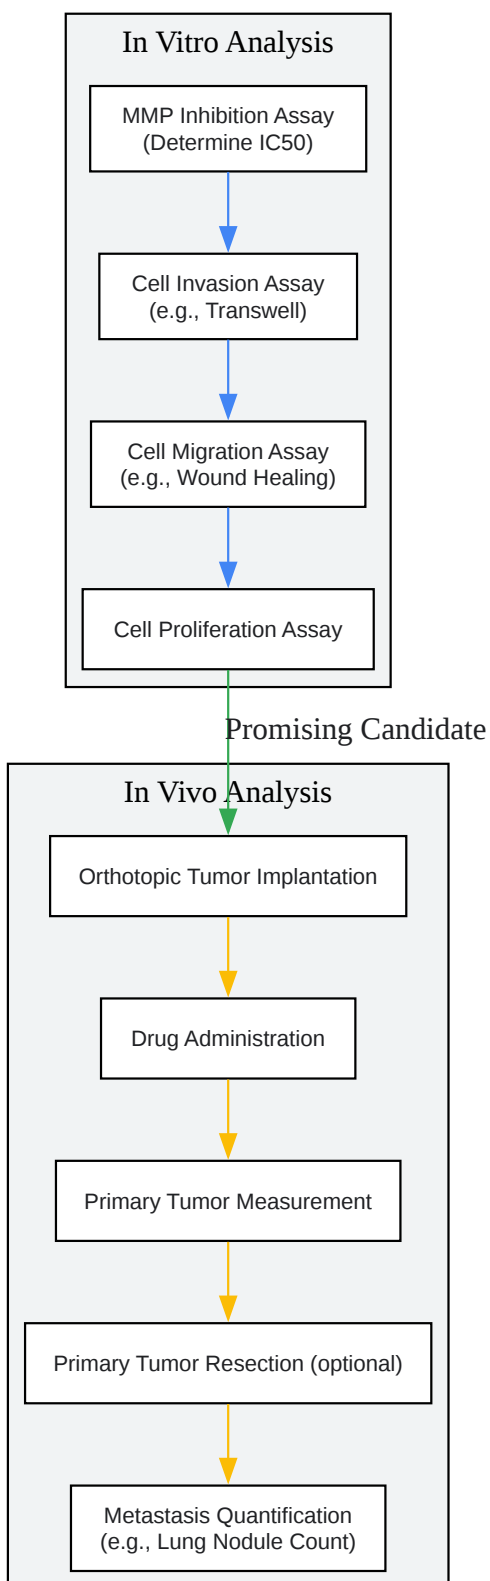 In Vitro Analysis
MMP Inhibition Assay
(Determine IC50)
Cell Invasion Assay
(e.g., Transwell)
Cell Migration Assay
(e.g., Wound Healing)
Cell Proliferation Assay
Promising Candidate
In Vivo Analysis
Orthotopic Tumor Implantation
Drug Administration
Primary Tumor Measurement
Primary Tumor Resection (optional)
Metastasis Quantification
(e.g., Lung Nodule Count)